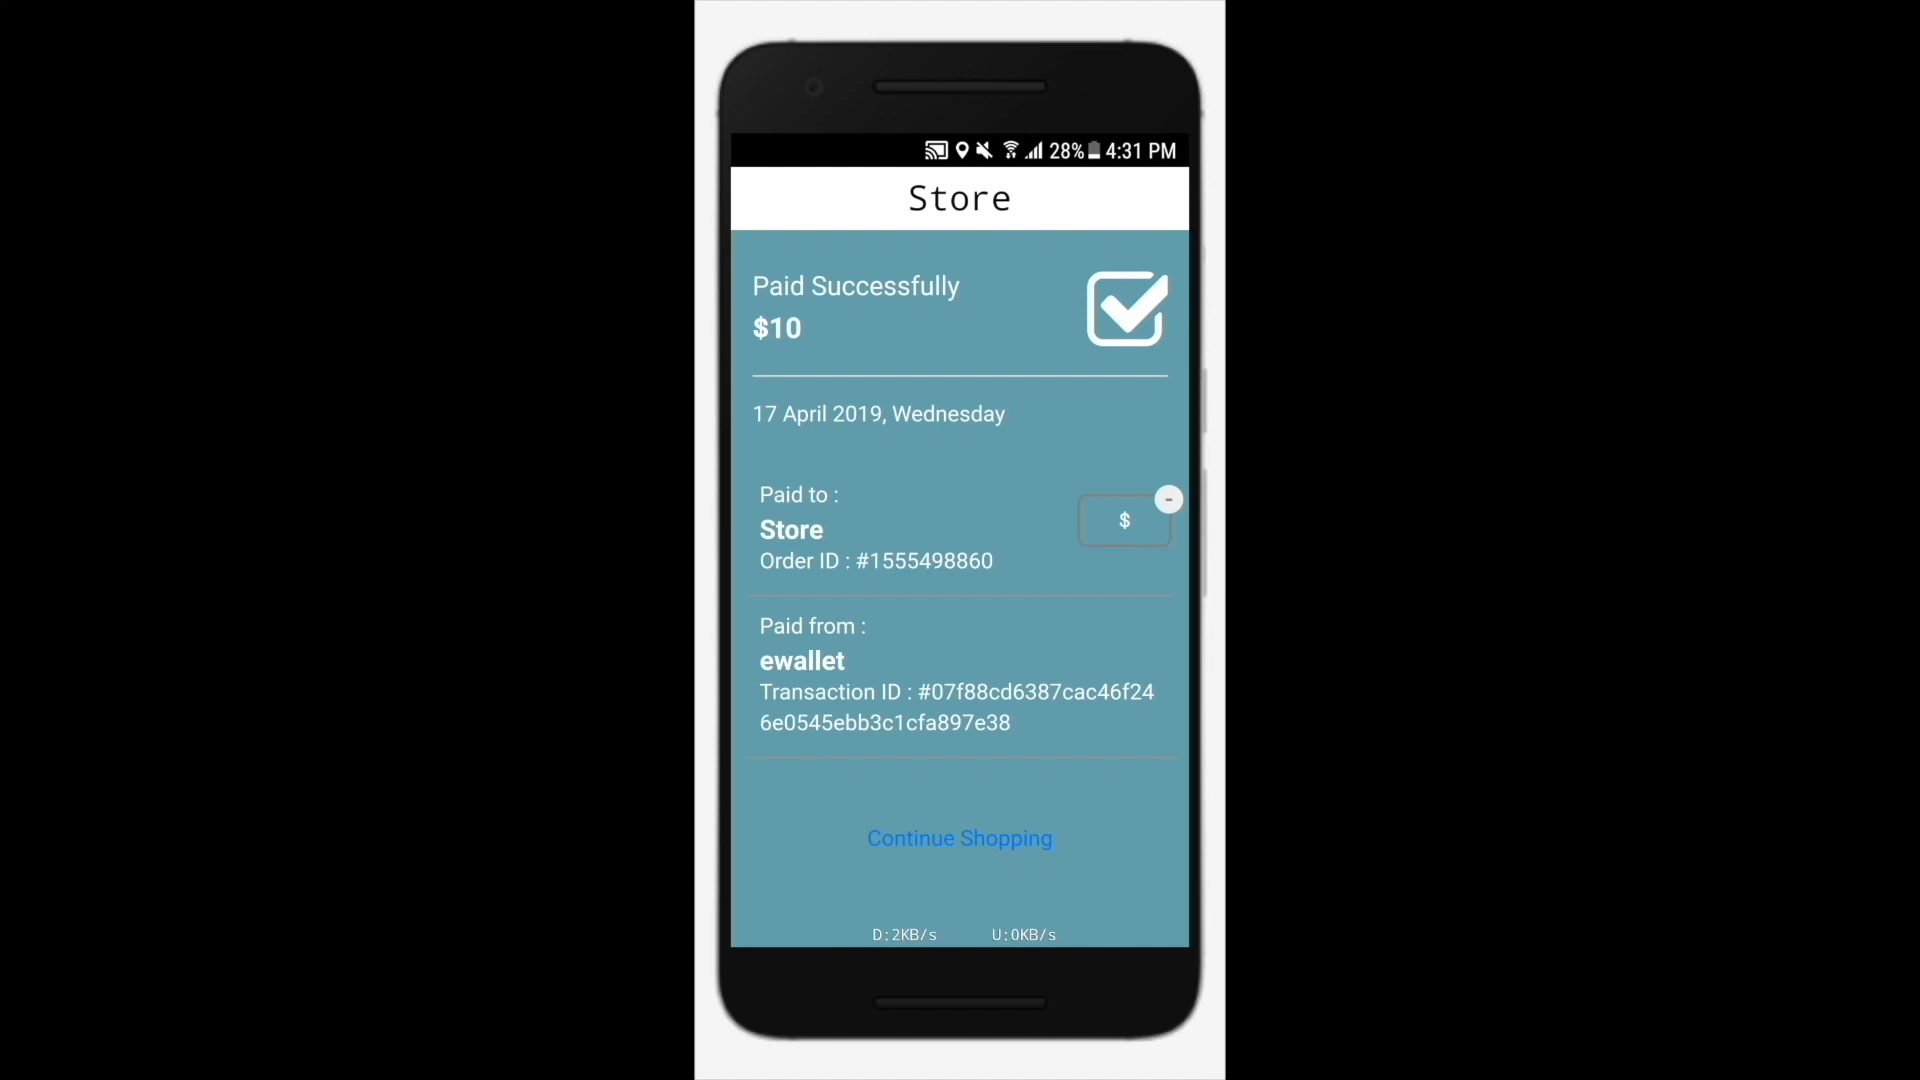 28% 4:31 PM
Store
Paid Successfully
$10
17 April 2019, Wednesday
Paid to :
Store
Order ID : #1555498860
-
$
Paid from :
ewallet
Transaction ID : #07f88cd6387cac46f24
6e0545ebb3c1cfa897e38
Continue Shopping
D:2KB/s U:0KB/s